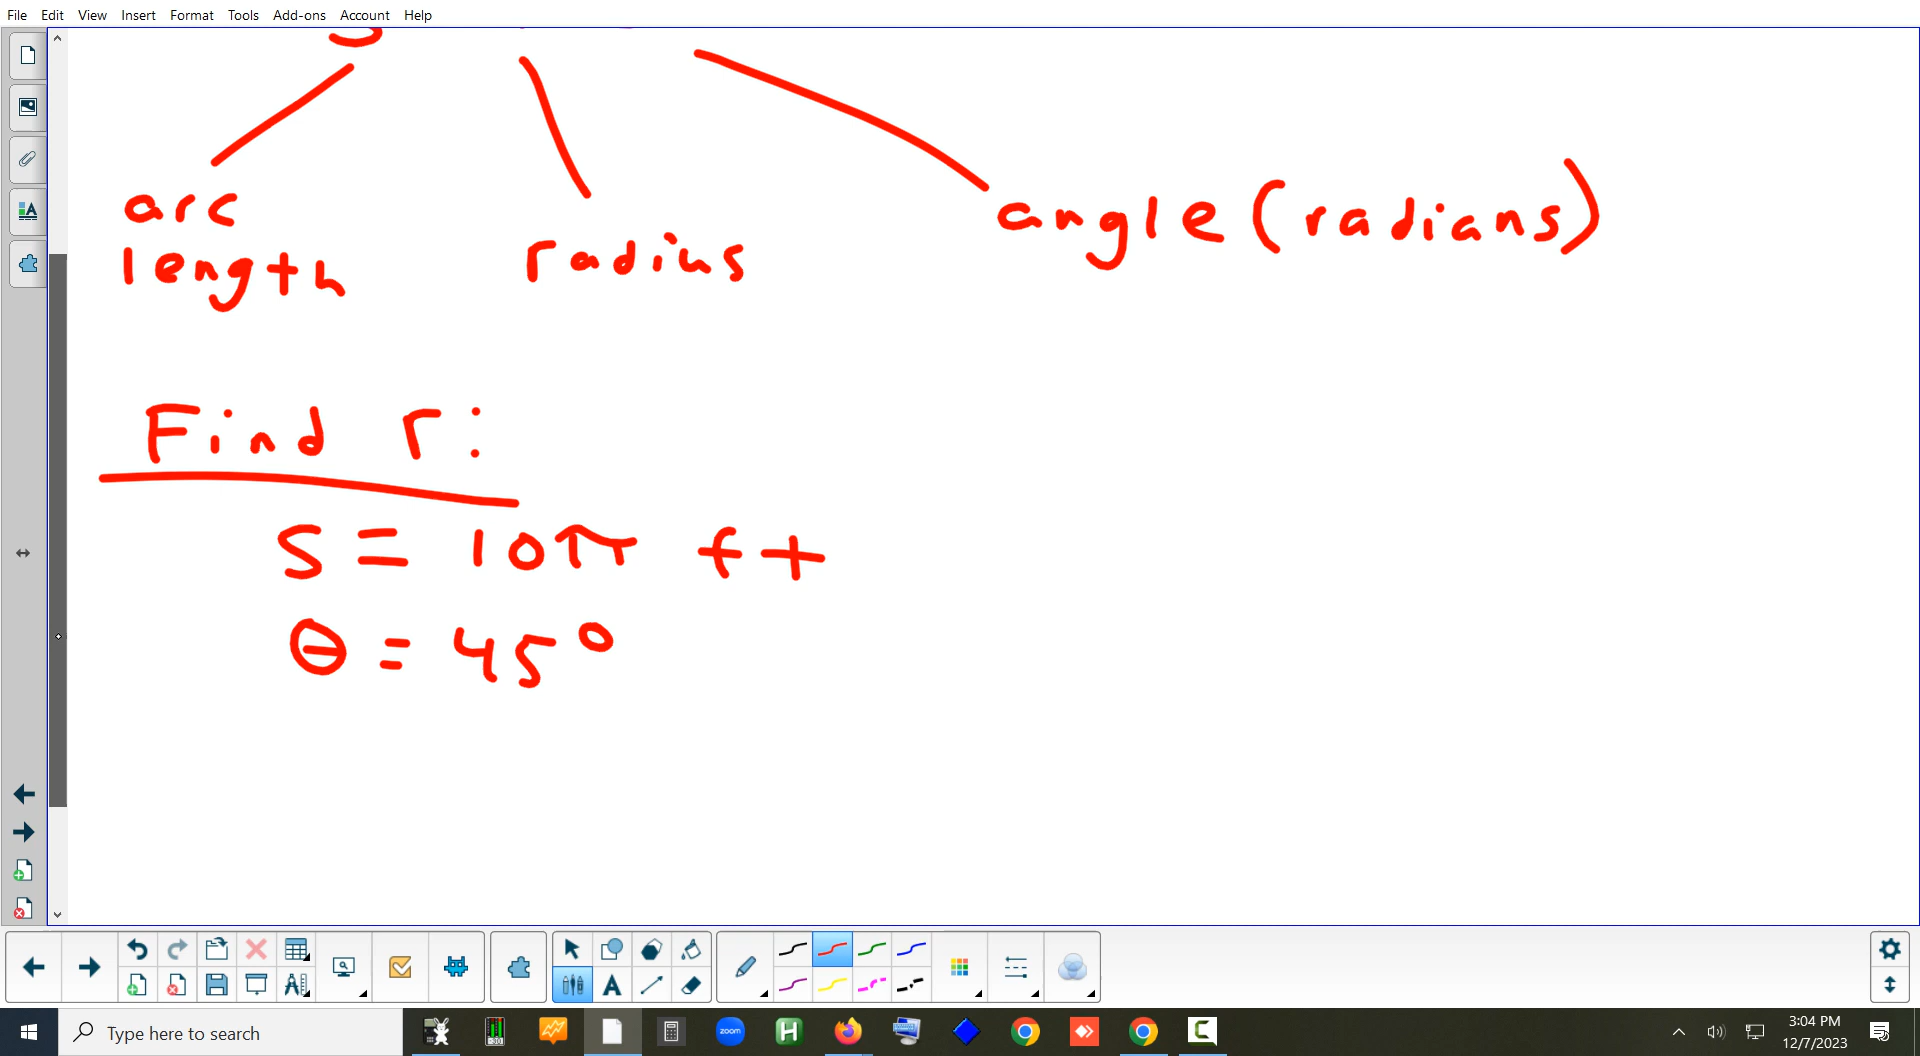 File Edit View Insert Format Tools Add-ons Account Help
arc
length
radius
angle (radians)
Find r:
S = 10π ft
θ = 45°
A
A
zoom
H
C
Type here to search
3:04 PM
12/7/2023